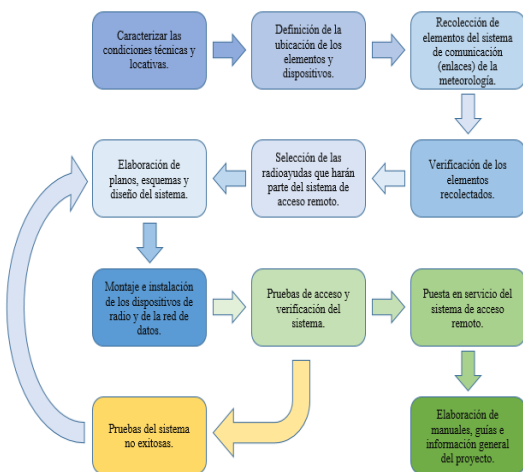 Caracterizar las
condiciones técnicas y
locativas.
Definición de la
ubicación de los
elementos y
dispositivos.
Recolección de
elementos del sistema
de comunicación
(enlaces) de la
meteorología.
Verificación de los
elementos
recolectados.
Selección de las
radioayudas que harán
parte del sistema de
acceso remoto.
Elaboración de
planos, esquemas y
diseño del sistema.
Montaje e instalación
de los dispositivos de
radio y de la red de
datos.
Pruebas de acceso y
verificación del
sistema.
Puesta en servicio del
sistema de acceso
remoto.
Pruebas del sistema
no exitosas.
Elaboración de
manuales, guías e
información general
del proyecto.